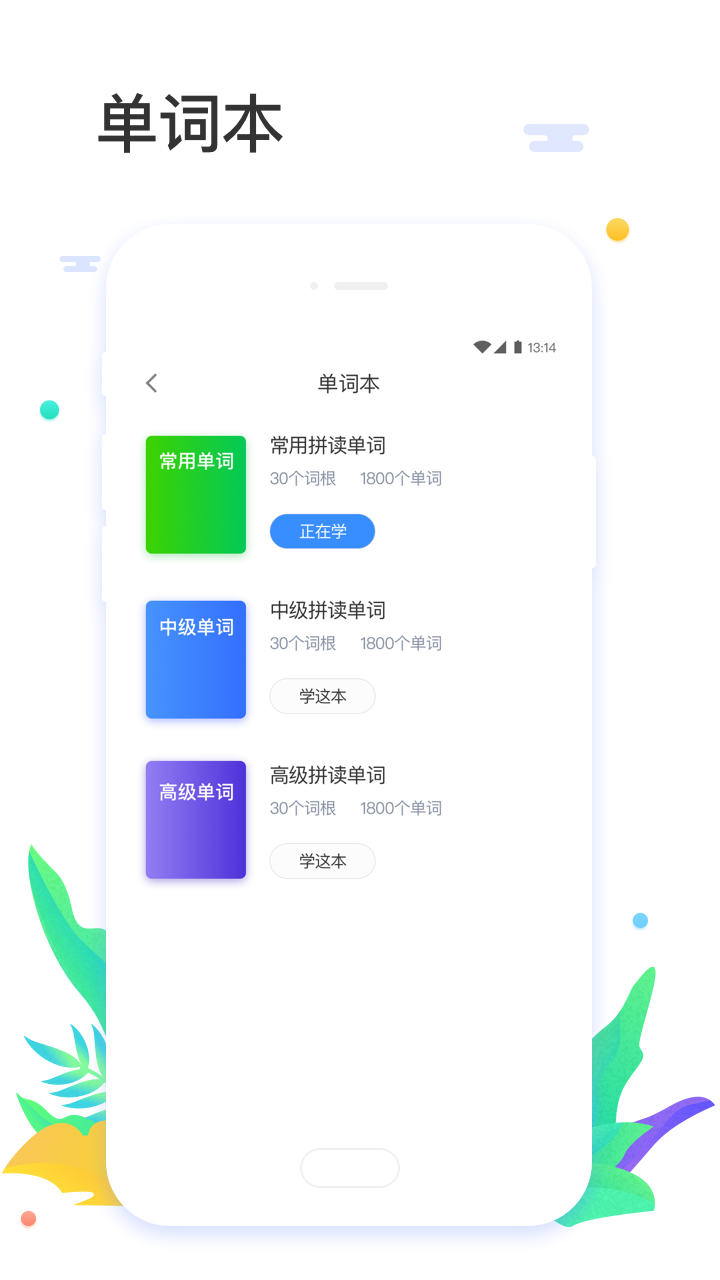 单词本
13:14
单词本
常用单词
常用拼读单词
30个词根 1800个单词
正在学
中级单词
中级拼读单词
30个词根 1800个单词
学这本
高级单词
高级拼读单词
30个词根 1800个单词
学这本